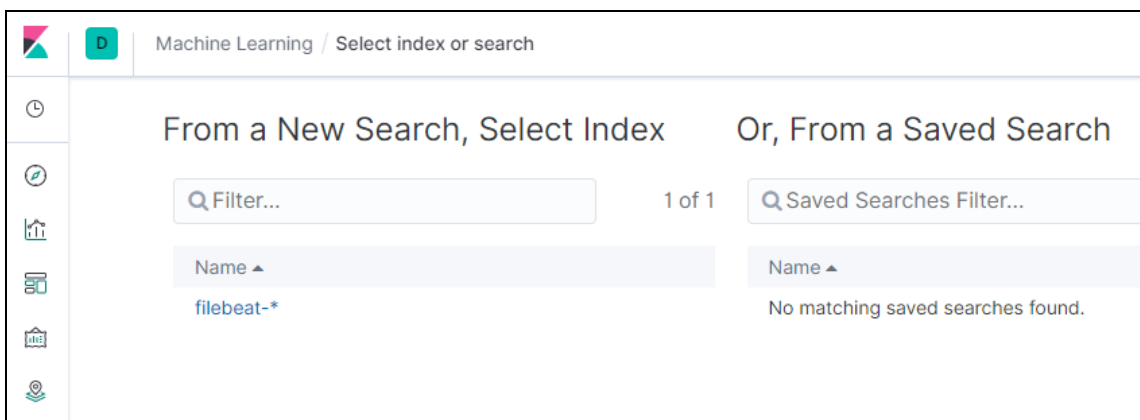 D
Machine Learning / Select index or search
From a New Search, Select Index
Or, From a Saved Search
Filter...
1 of 1
Saved Searches Filter...
Name
Name
filebeat-*
No matching saved searches found.